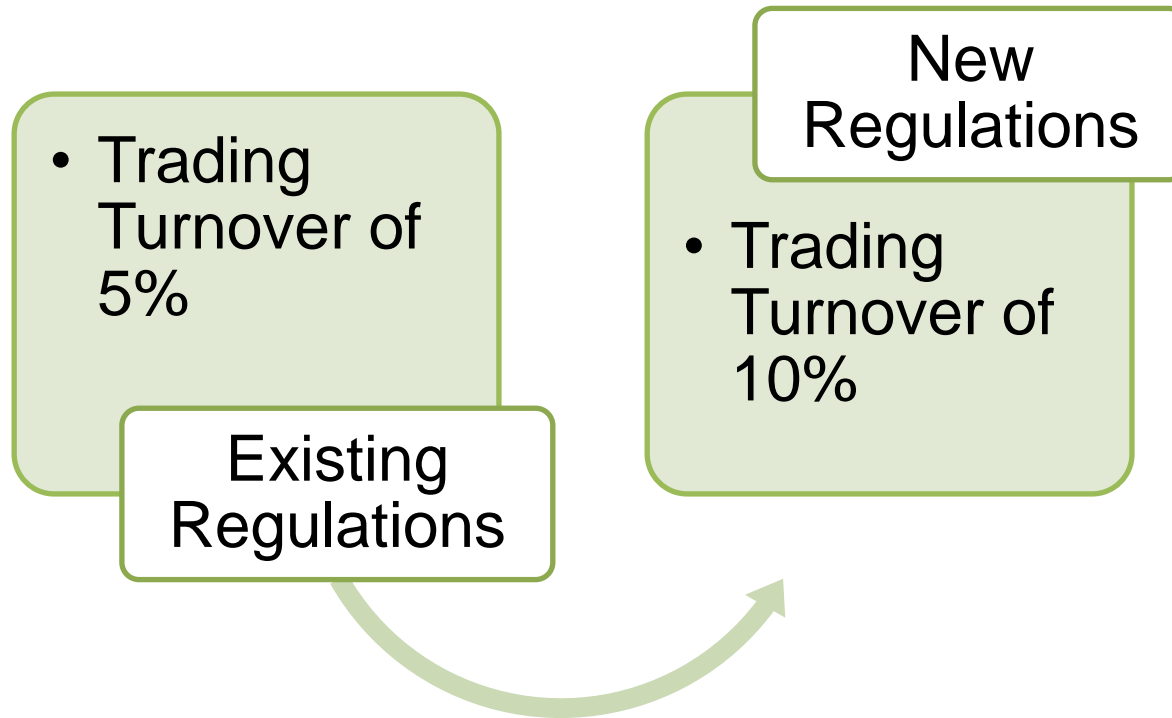 • Trading
Turnover of
5%
Existing
Regulations
New
Regulations
• Trading
Turnover of
10%